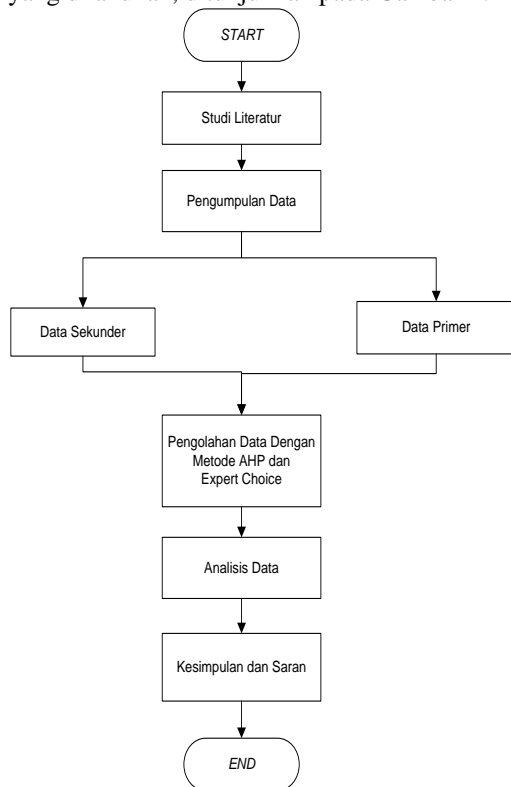 pada
START
Studi Literatur
Pengumpulan Data
Data Sekunder
Data Primer
Pengolahan Data Dengan
Metode AHP dan
Expert Choice
Analisis Data
Kesimpulan dan Saran
END